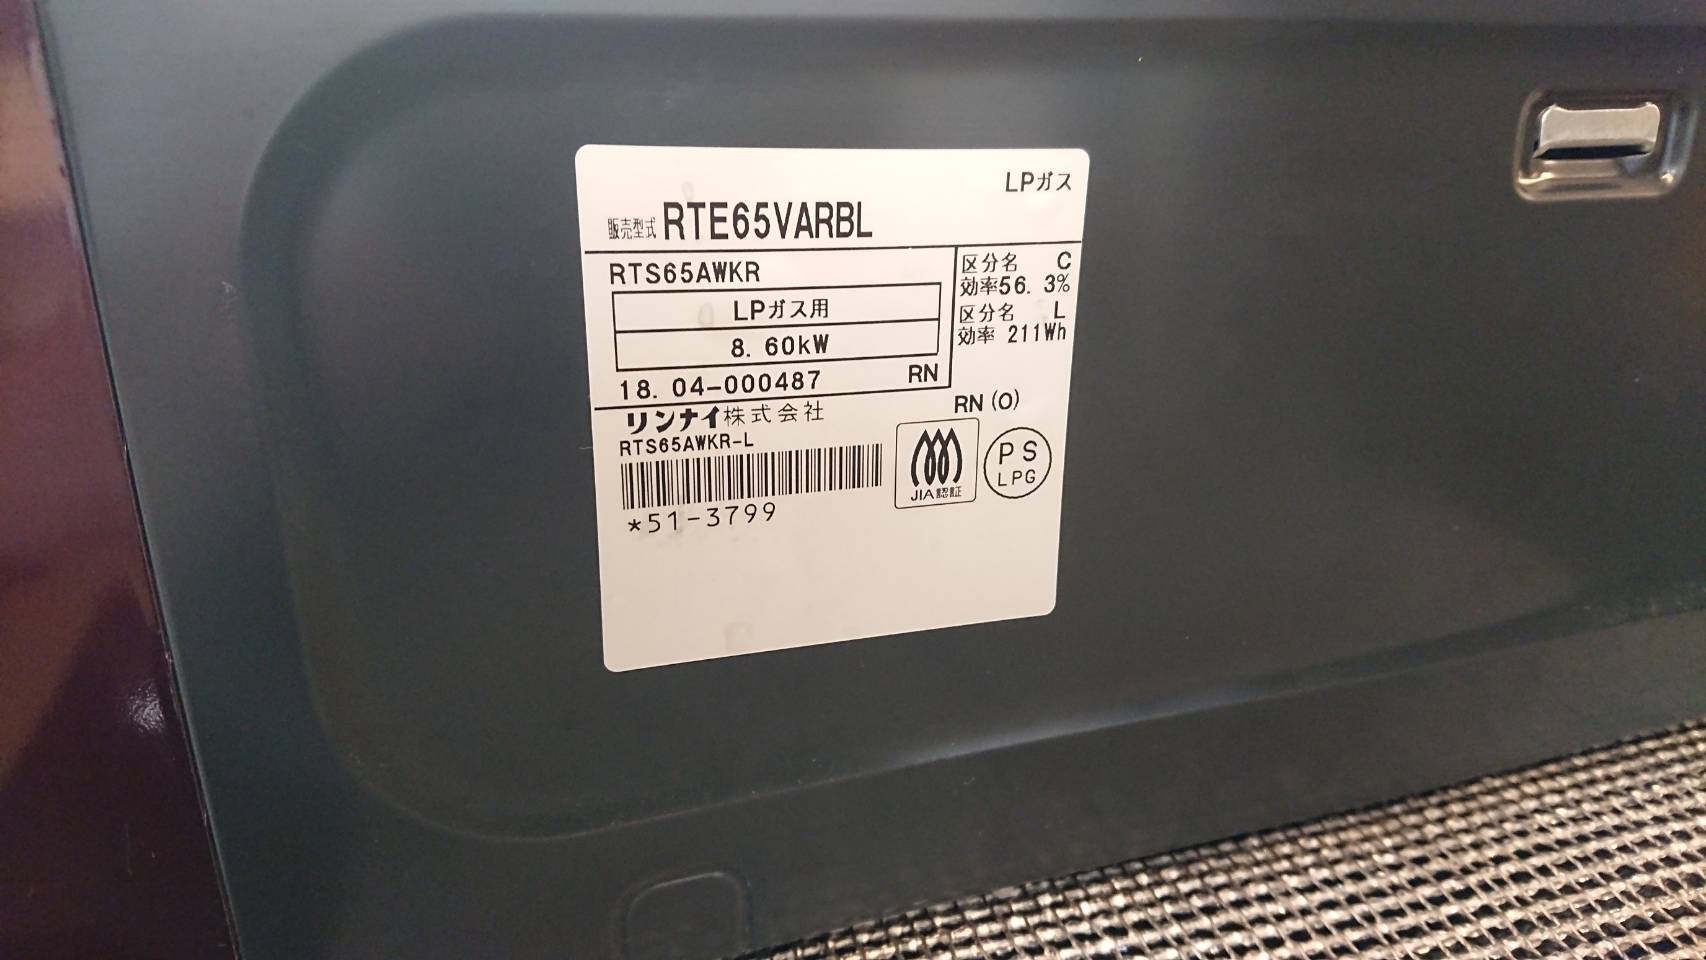 LPガス
販売型式 RTE65VARBL
RTS65AWKR
LPガス用
8.60kW
18.04-000487 RN
区分名 C
効率56.3%
区分名 L
効率 211Wh
リンナイ株式会社
RN(O)
RTS65AWKR-L
*51-3799
JIA認証
PS
LPG